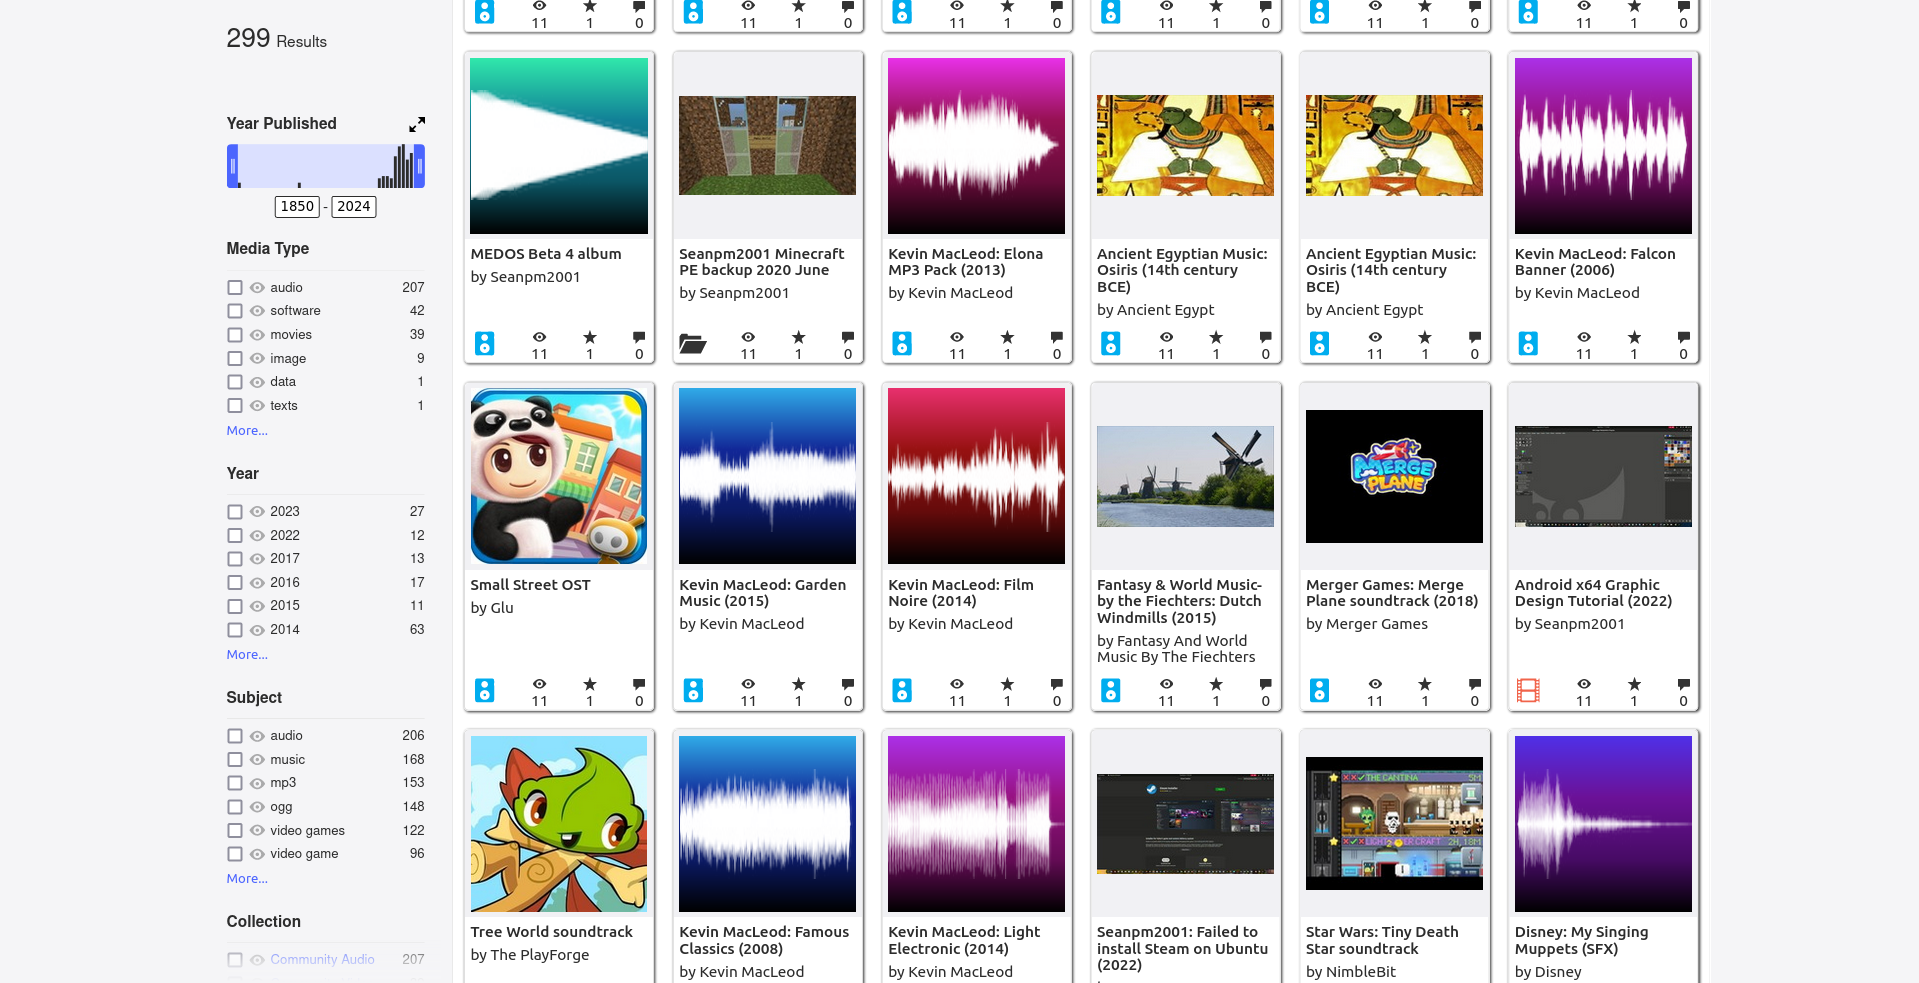 299 Results
Year Published
1850 - 2024
Media Type
audio 207
software 42
movies 39
image 9
data 1
texts 1
More...
Year
2023 27
2022 12
2017 13
2016 17
2015 11
2014 63
More...
Subject
audio 206
music 168
mp3 153
ogg 148
video games 122
video game 96
More...
Collection
Community Audio 207
11 1 0
11 1 0
11 1 0
11 1 0
11 1 0
11 1 0
MEDOS Beta 4 album
by Seanpm2001
11 1 0
Seanpm2001 Minecraft
PE backup 2020 June
by Seanpm2001
11 1 0
Kevin MacLeod: Elona
MP3 Pack (2013)
by Kevin MacLeod
11 1 0
Ancient Egyptian Music:
Osiris (14th century
BCE)
by Ancient Egypt
11 1 0
Ancient Egyptian Music:
Osiris (14th century
BCE)
by Ancient Egypt
11 1 0
Kevin MacLeod: Falcon
Banner (2006)
by Kevin MacLeod
11 1 0
Small Street OST
by Glu
11 1 0
Kevin MacLeod: Garden
Music (2015)
by Kevin MacLeod
11 1 0
Kevin MacLeod: Film
Noire (2014)
by Kevin MacLeod
11 1 0
Fantasy & World Music-
by the Fiechters: Dutch
Windmills (2015)
by Fantasy And World
Music By The Fiechters
11 1 0
MERGE
PLANE
Merger Games: Merge
Plane soundtrack (2018)
by Merger Games
11 1 0
Android x64 Graphic
Design Tutorial (2022)
by Seanpm2001
11 1 0
Tree World soundtrack
by The PlayForge
Kevin MacLeod: Famous
Classics (2008)
by Kevin MacLeod
Kevin MacLeod: Light
Electronic (2014)
by Kevin MacLeod
Seanpm2001: Failed to
install Steam on Ubuntu
(2022)
THE CANTINA
Star Wars: Tiny Death
Star soundtrack
by NimbleBit
Disney: My Singing
Muppets (SFX)
by Disney